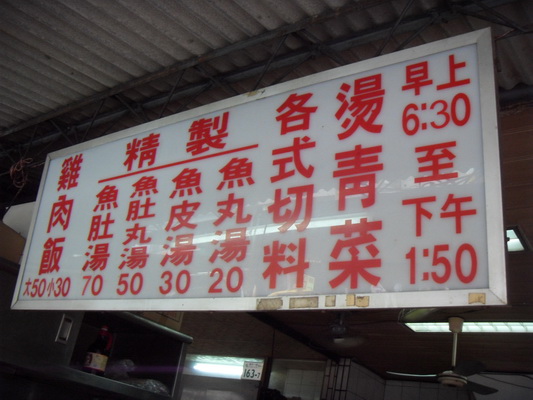 早上
6:30
至
下午
1:50
燙青菜
各式切料
精製
魚丸湯
20
魚皮湯
30
魚肚丸湯
50
魚肚湯
70
雞肉飯
大50小30
163-1